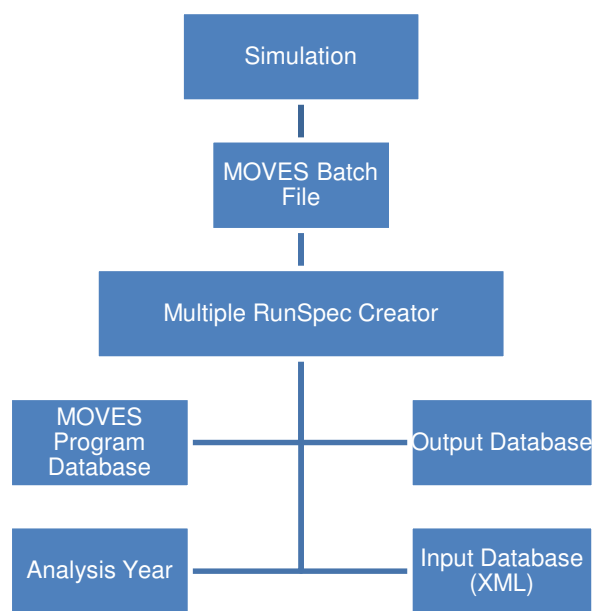 Simulation
MOVES Batch
File
Multiple RunSpec Creator
MOVES
Program
Database
Output Database
Analysis Year
Input Database
(XML)